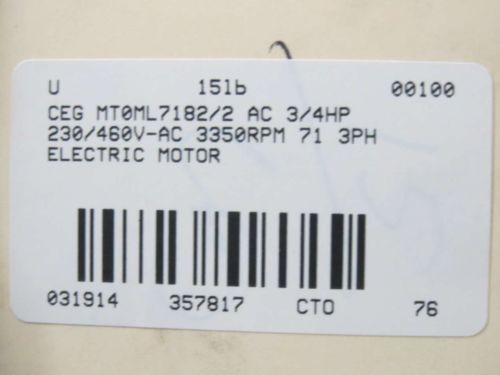 U 15lb 00100
CEG MT0ML7182/2 AC 3/4HP
230/460V-AC 3350RPM 71 3PH
ELECTRIC MOTOR
031914 357817 CTO 76